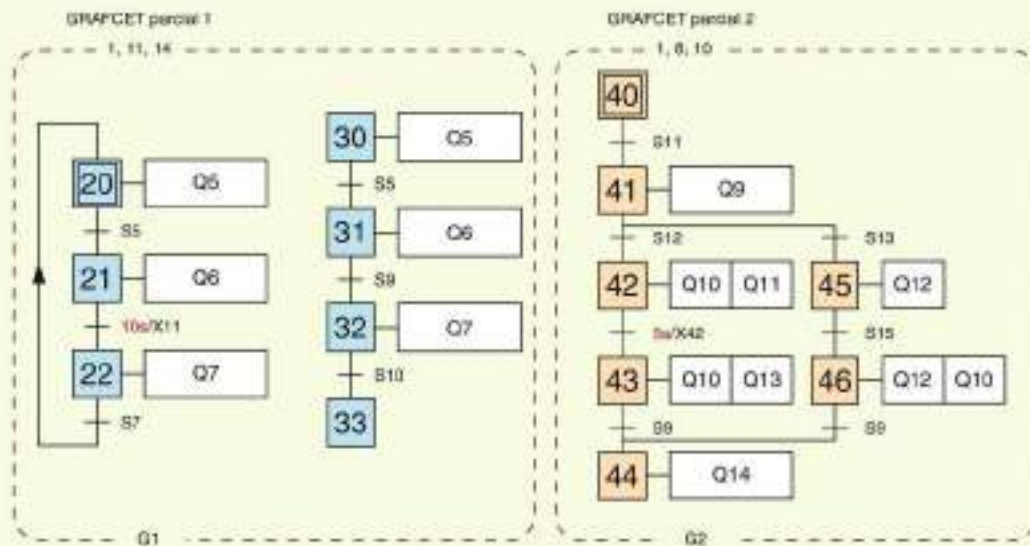 GRAFCET parcial 1
1, 11, 14
20
Q5
S5
21
Q6
10s/X11
22
Q7
S7
30
Q5
S5
31
Q6
S9
32
Q7
S10
33
G1
GRAFCET parcial 2
1, 8, 10
40
S11
41
Q9
S12
S13
42
Q10
Q11
45
Q12
/X42
S15
43
Q10
Q13
46
Q12
Q10
S9
S9
44
Q14
G2